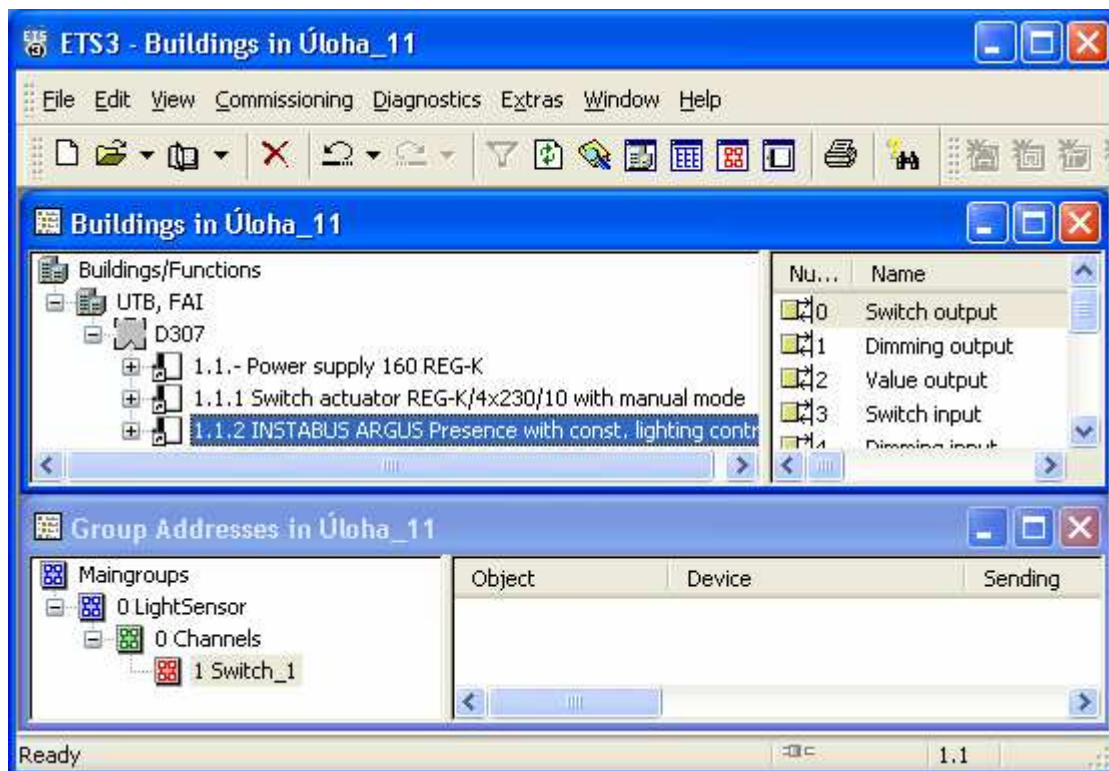 ETS3 - Buildings in Úloha_11
File Edit View Commissioning Diagnostics Extras Window Help
Buildings in Úloha_11
Buildings/Functions
UTB, FAI
D307
1.1.- Power supply 160 REG-K
1.1.1 Switch actuator REG-K/4x230/10 with manual mode
1.1.2 INSTABUS ARGUS Presence with const. lighting contr
Nu... Name
0 Switch output
1 Dimming output
2 Value output
3 Switch input
4 Dimming input
Group Addresses in Úloha_11
Maingroups
0 LightSensor
0 Channels
1 Switch_1
Object Device Sending
Ready 1.1